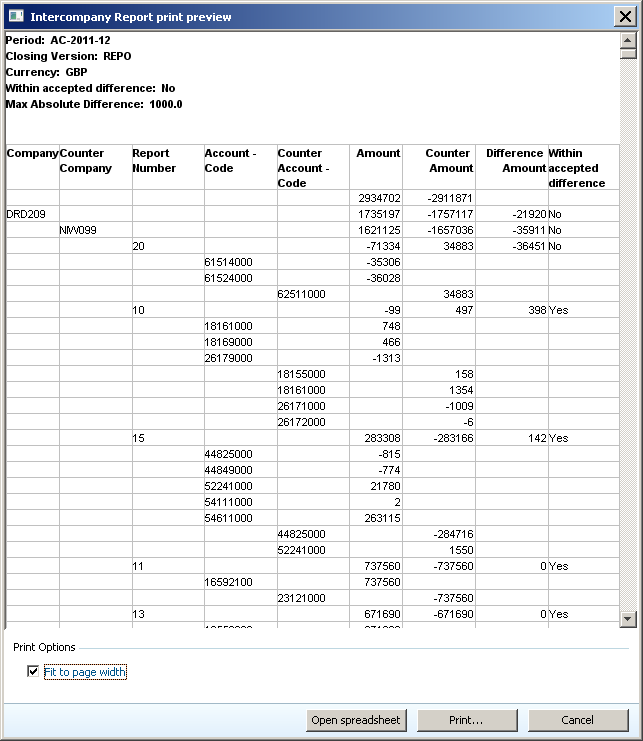 Intercompany Report print preview
Period: AC-2011-12
Closing Version: REPO
Currency: GBP
Within accepted difference: No
Max Absolute Difference: 1000.0
Company Counter Company Report Number Account - Code Counter Account - Code Amount Counter Amount Difference Amount Within accepted difference
2934702 -2911871
DRD209 1735197 -1757117 -21920 No
NIW099 1621125 -1657036 -35911 No
20 -71334 34883 -36451 No
61514000 -35306
61524000 -36028
62511000 34883
10 -99 497 398 Yes
18161000 748
18169000 466
26179000 -1313
18155000 158
18161000 1354
26171000 -1009
26172000 -6
15 283308 -283166 142 Yes
44825000 -815
44849000 -774
52241000 21780
54111000 2
54611000 263115
44825000 -284716
52241000 1550
11 737560 -737560 0 Yes
16592100 737560
23121000 -737560
13 671690 -671690 0 Yes
Print Options
Fit to page width
Open spreadsheet Print... Cancel